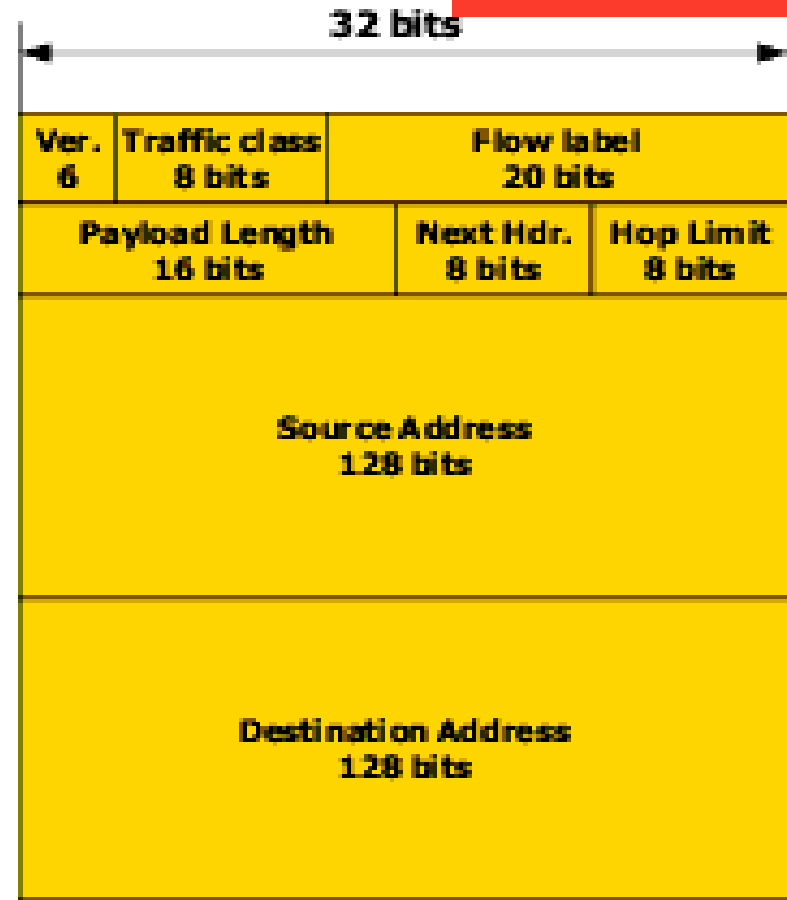 32 bits
Ver. Traffic class Flow label
6 8 bits 20 bits
Payload Length Next Hdr. Hop Limit
16 bits 8 bits 8 bits
Source Address
128 bits
Destination Address
128 bits